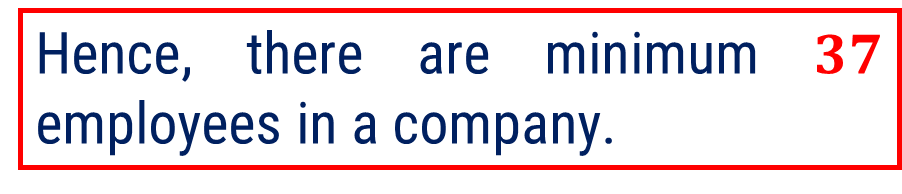 Hence, there are minimum 37
employees in a company.